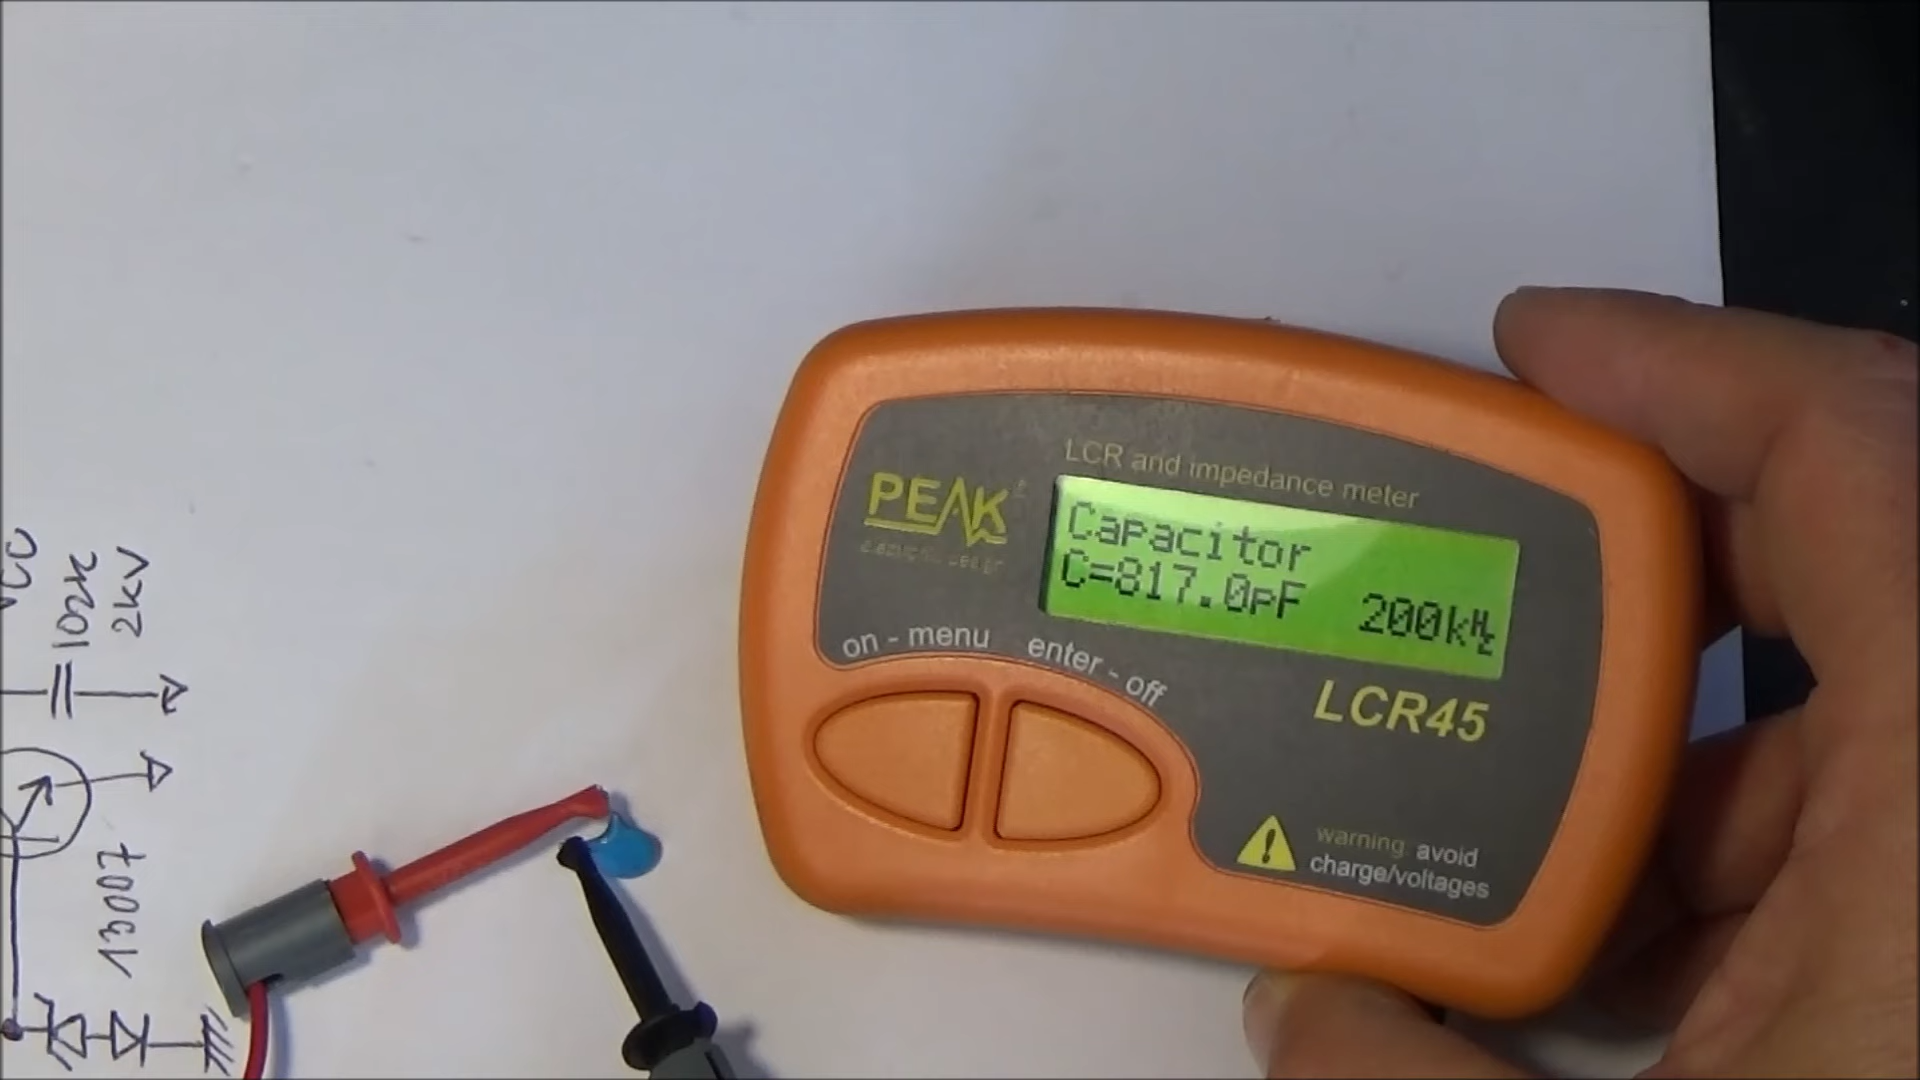 LCR and impedance meter
PEAK
Capacitor
C=817.0pF 200kHz
on - menu enter - off
LCR45
warning avoid
charge/voltages
102K
2KV
13007